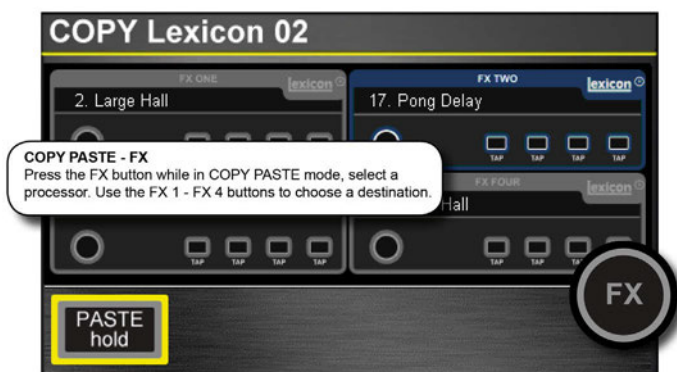 COPY Lexicon 02
FX ONE
lexicon
2. Large Hall
FX TWO
lexicon
17. Pong Delay
TAP TAP TAP TAP
COPY PASTE - FX
Press the FX button while in COPY PASTE mode, select a
processor. Use the FX 1 - FX 4 buttons to choose a destination.
FX FOUR
lexicon
Hall
TAP TAP TAP TAP
TAP TAP TAP
FX
PASTE
hold